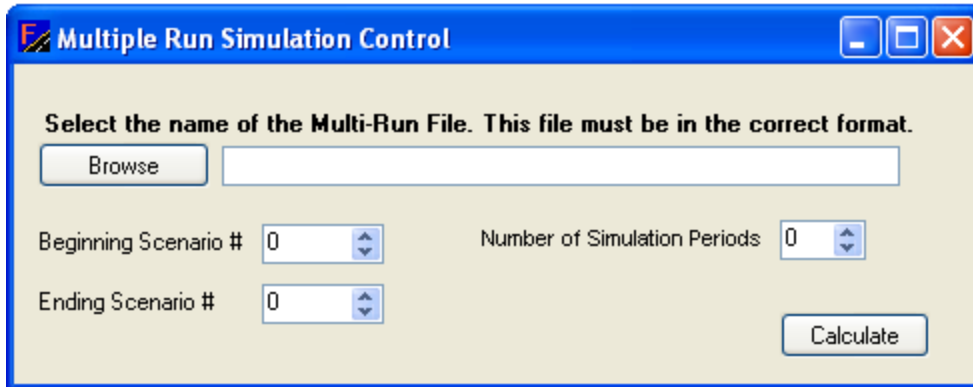 Multiple Run Simulation Control
Select the name of the Multi-Run File. This file must be in the correct format.
Browse
Beginning Scenario # 0 Number of Simulation Periods 0
Ending Scenario # 0
Calculate